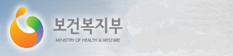 보건복지부
MINISTRY OF HEALTH & WELFARE